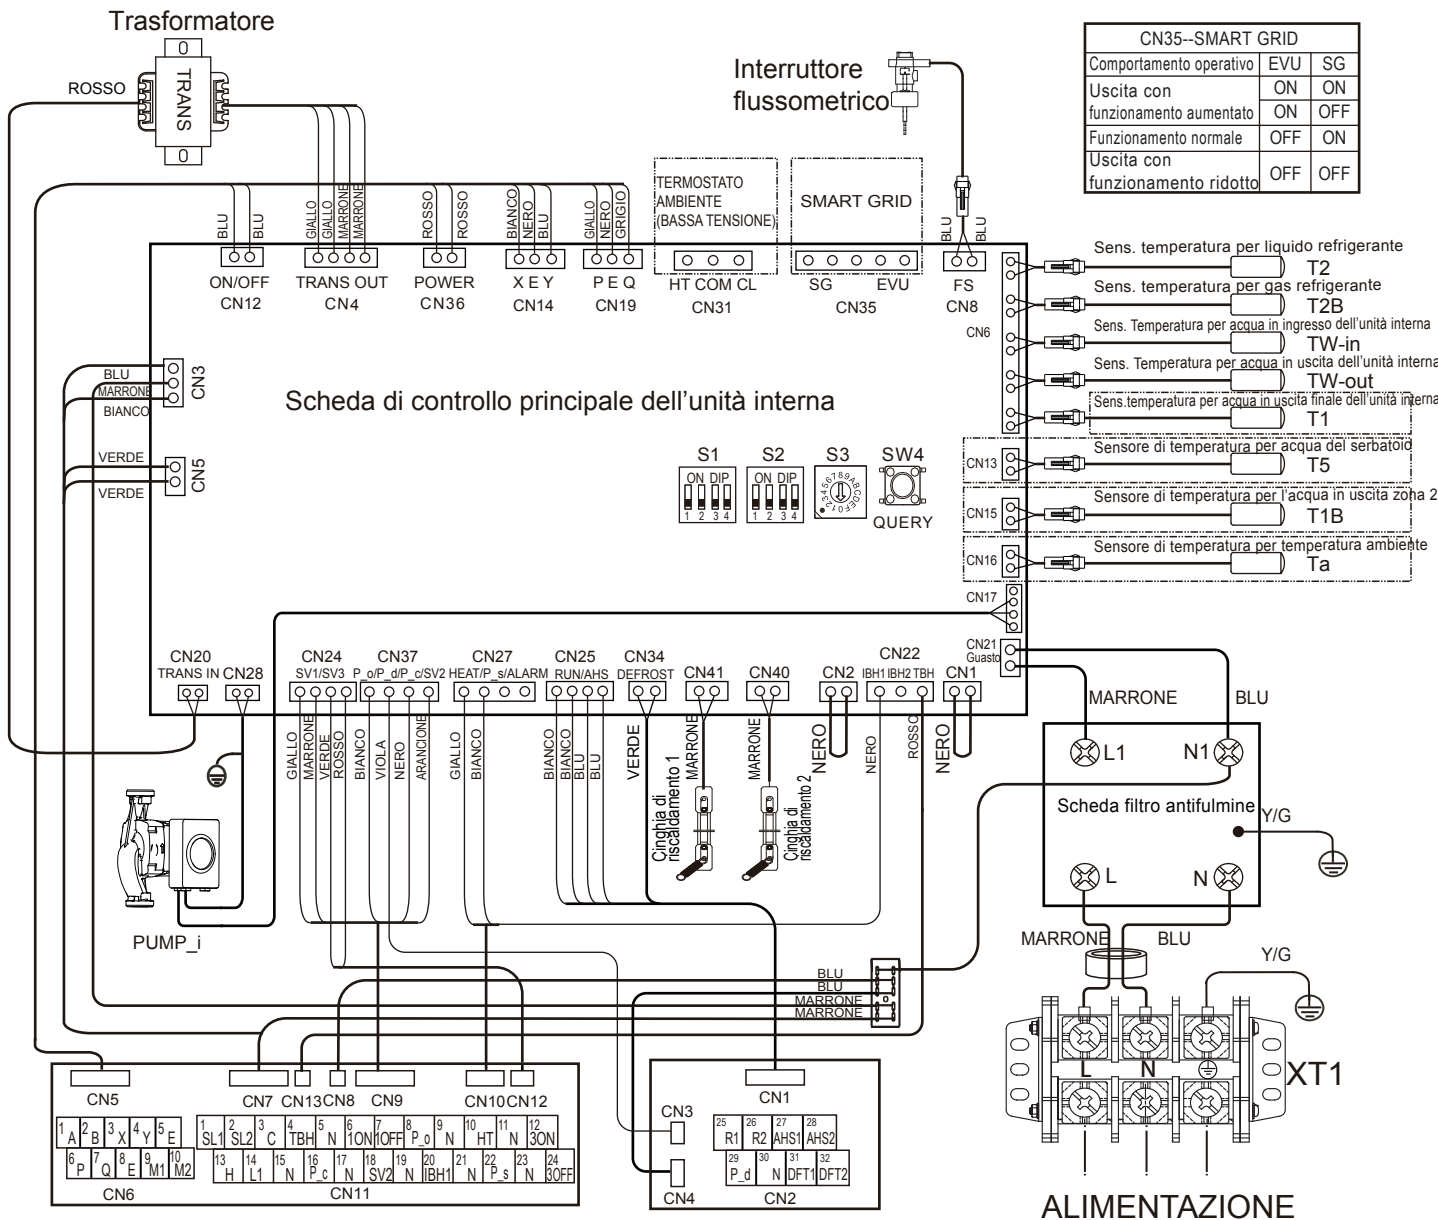 Trasformatore
ROSSO
TRANS
Interruttore
flussometrico
CN35--SMART GRID
Comportamento operativo EVU SG
Uscita con
funzionamento aumentato
ON ON
ON OFF
Funzionamento normale OFF ON
Uscita con
funzionamento ridotto
OFF OFF
BLU
BLU
GIALLO
GIALLO
MARRONE
MARRONE
ROSSO
ROSSO
BIANCO
NERO
BLU
GIALLO
NERO
GRIGIO
TERMOSTATO
AMBIENTE
(BASSA TENSIONE)
SMART GRID
BLU
BLU
ON/OFF
CN12
TRANS OUT
CN4
POWER
CN36
X E Y
CN14
P E Q
CN19
HT COM CL
CN31
SG EVU
CN35
FS
CN8
CN6
Sens. temperatura per liquido refrigerante
T2
Sens. temperatura per gas refrigerante
T2B
Sens. Temperatura per acqua in ingresso dell'unità interna
TW-in
Sens. Temperatura per acqua in uscita dell'unità interna
TW-out
Sens.temperatura per acqua in uscita finale dell'unità interna
T1
CN13
Sensore di temperatura per acqua del serbatoio
T5
CN15
Sensore di temperatura per l'acqua in uscita zona 2
T1B
CN16
Sensore di temperatura per temperatura ambiente
Ta
CN17
CN21
Guasto
BLU
MARRONE
BIANCO
CN3
VERDE
VERDE
CN5
Scheda di controllo principale dell'unità interna
S1 S2 S3 SW4
ON DIP
1 2 3 4
ON DIP
1 2 3 4
0123456789ABCDEF
QUERY
CN20
TRANS IN
CN28
CN24
SV1/SV3
CN37
P_o/P_d/P_c/SV2
CN27
HEAT/P_s/ALARM
CN25
RUN/AHS
CN34
DEFROST
CN41
CN40
CN2
CN22
IBH1 IBH2 TBH
CN1
GIALLO
MARRONE
VERDE
ROSSO
BIANCO
VIOLA
NERO
ARANCIONE
GIALLO
BIANCO
BIANCO
BIANCO
BLU
BLU
VERDE
MARRONE
MARRONE
NERO
NERO
ROSSO
NERO
Cinghia di
riscaldamento 1
Cinghia di
riscaldamento 2
MARRONE
BLU
L1 N1
Scheda filtro antifulmine
Y/G
L N
MARRONE
BLU
Y/G
L N
XT1
ALIMENTAZIONE
PUMP_i
BLU
BLU
MARRONE
MARRONE
CN5
CN7 CN13 CN8 CN9 CN10 CN12
1 A 2 B 3 X 4 Y 5 E
6 P 7 Q 8 E 9 M1 10 M2
CN6
1 SL1 2 SL2 3 C 4 TBH 5 N 6 1ON 7 1OFF 8 P_o 9 N 10 HT 11 N 12 3ON
13 H 14 L1 15 N 16 P_c 17 N 18 SV2 19 N 20 IBH1 21 N 22 P_s 23 N 24 3OFF
CN11
CN1
CN3
CN4
25 R1 26 R2 27 AHS1 28 AHS2
29 P_d 30 N 31 DFT1 32 DFT2
CN2